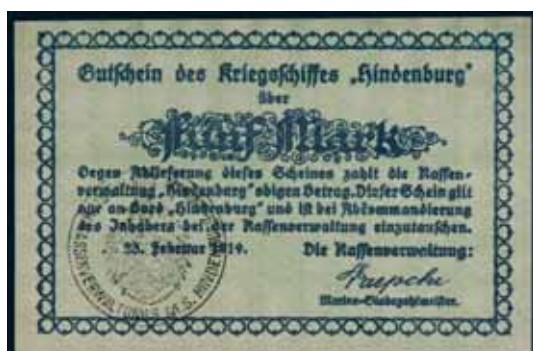 Gutschein des Kriegsschiffes „Hindenburg“
über
Fünf Mark
Gegen Ablieferung dieses Scheines zahlt die Kassen-
verwaltung „Hindenburg“ obigen Betrag. Dieser Schein gilt
nur an Bord „Hindenburg“ und ist bei Abkommandierung
des Inhabers bei der Kassenverwaltung einzutauschen.
23. Februar 1919. Die Kassenverwaltung:
Marine-Stabszahlmeister.
KASSENVERWALTUNG S.M.S. HINDENBURG